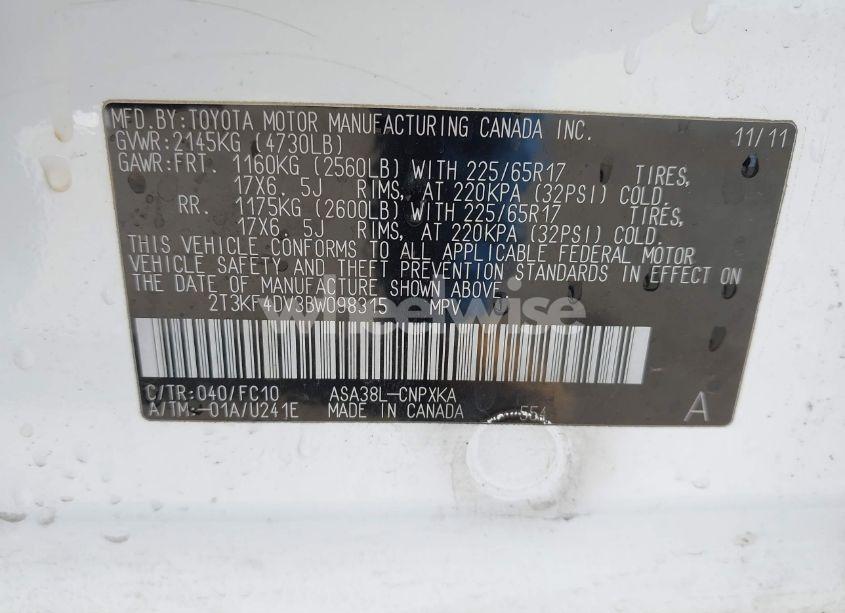 MFD.BY:TOYOTA MOTOR MANUFACTURING CANADA INC. 11/11
GVWR:2145KG (4730LB)
GAWR:FRT. 1160KG (2560LB) WITH 225/65R17 TIRES,
17X6. 5J RIMS, AT 220KPA (32PSI) COLD.
RR. 1175KG (2600LB) WITH 225/65R17 TIRES,
17X6. 5J RIMS, AT 220KPA (32PSI) COLD.
THIS VEHICLE CONFORMS TO ALL APPLICABLE FEDERAL MOTOR
VEHICLE SAFETY AND THEFT PREVENTION STANDARDS IN EFFECT ON
THE DATE OF MANUFACTURE SHOWN ABOVE.
2T3KF4DV3BW098315 MPV
wheelwise
C/TR:040/FC10 ASA38L-CNPXKA
A/TM:-01A/U241E MADE IN CANADA 554 A